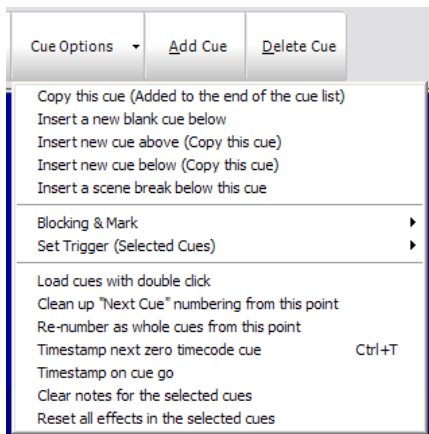 Cue Options Add Cue Delete Cue
Copy this cue (Added to the end of the cue list)
Insert a new blank cue below
Insert new cue above (Copy this cue)
Insert new cue below (Copy this cue)
Insert a scene break below this cue
Blocking & Mark
Set Trigger (Selected Cues)
Load cues with double click
Clean up "Next Cue" numbering from this point
Re-number as whole cues from this point
Timestamp next zero timecode cue Ctrl+T
Timestamp on cue go
Clear notes for the selected cues
Reset all effects in the selected cues